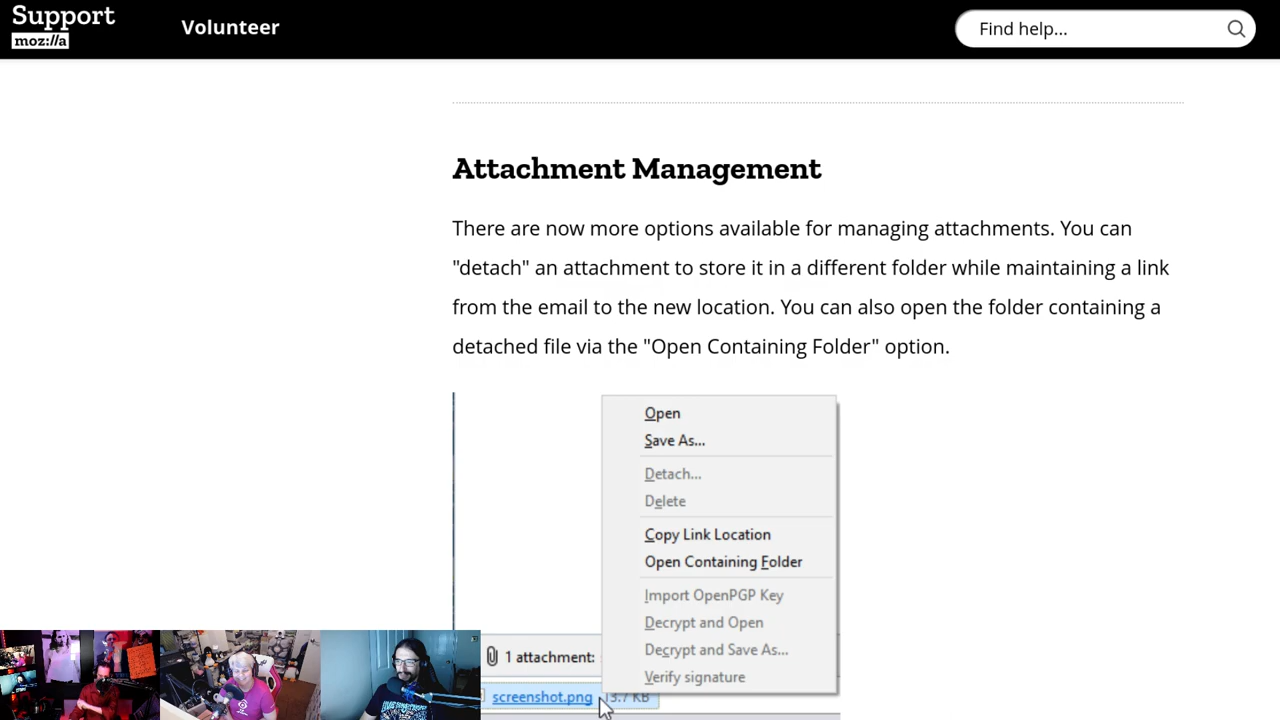 Support
moz://a
Volunteer
Find help...
Attachment Management
There are now more options available for managing attachments. You can
"detach" an attachment to store it in a different folder while maintaining a link
from the email to the new location. You can also open the folder containing a
detached file via the "Open Containing Folder" option.
Open
Save As...
Detach...
Delete
Copy Link Location
Open Containing Folder
Import OpenPGP Key
Decrypt and Open
Decrypt and Save As...
Verify signature
1 attachment:
screenshot.png 13.7 KB